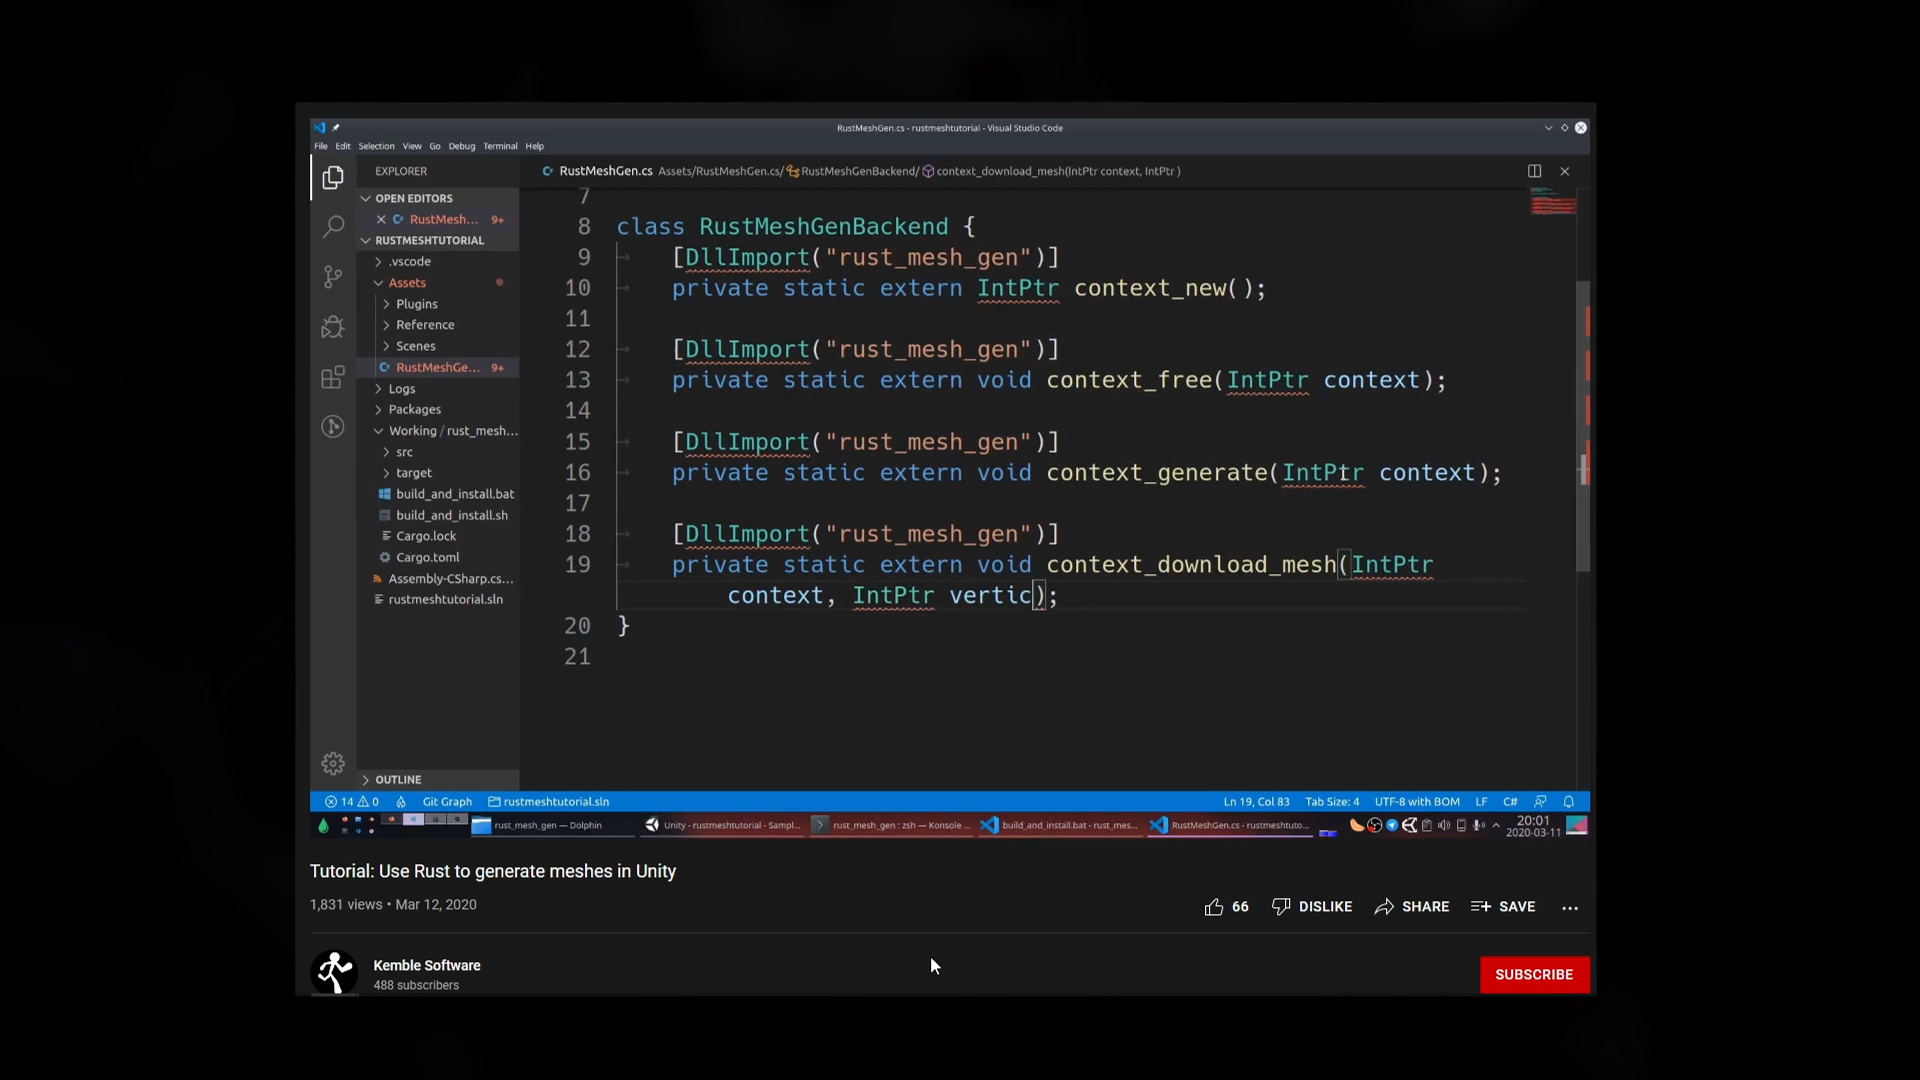 RustMeshGen.cs - rustmeshtutorial - Visual Studio Code
File Edit Selection View Go Debug Terminal Help
EXPLORER
OPEN EDITORS
RustMesh... 9+
RUSTMESHTUTORIAL
.vscode
Assets
Plugins
Reference
Scenes
RustMeshGe... 9+
Logs
Packages
Working / rust_mesh...
src
target
build_and_install.bat
build_and_install.sh
Cargo.lock
Cargo.toml
Assembly-CSharp.cs...
rustmeshtutorial.sln
OUTLINE
RustMeshGen.cs Assets/RustMeshGen.cs/ RustMeshGenBackend/ context_download_mesh(IntPtr context, IntPtr )
7
8 class RustMeshGenBackend {
9 [DllImport("rust_mesh_gen")]
10 private static extern IntPtr context_new();
11
12 [DllImport("rust_mesh_gen")]
13 private static extern void context_free(IntPtr context);
14
15 [DllImport("rust_mesh_gen")]
16 private static extern void context_generate(IntPtr context);
17
18 [DllImport("rust_mesh_gen")]
19 private static extern void context_download_mesh(IntPtr
context, IntPtr vertic);
20 }
21
14 0 Git Graph rustmeshtutorial.sln Ln 19, Col 83 Tab Size: 4 UTF-8 with BOM LF C#
rust_mesh_gen — Dolphin Unity - rustmeshtutorial - Sampl... rust_mesh_gen : zsh — Konsole ... build_and_install.bat - rust_mes... RustMeshGen.cs - rustmeshtuto... 20:01
2020-03-11
Tutorial: Use Rust to generate meshes in Unity
1,831 views • Mar 12, 2020
66 DISLIKE SHARE SAVE ...
Kemble Software
488 subscribers
SUBSCRIBE